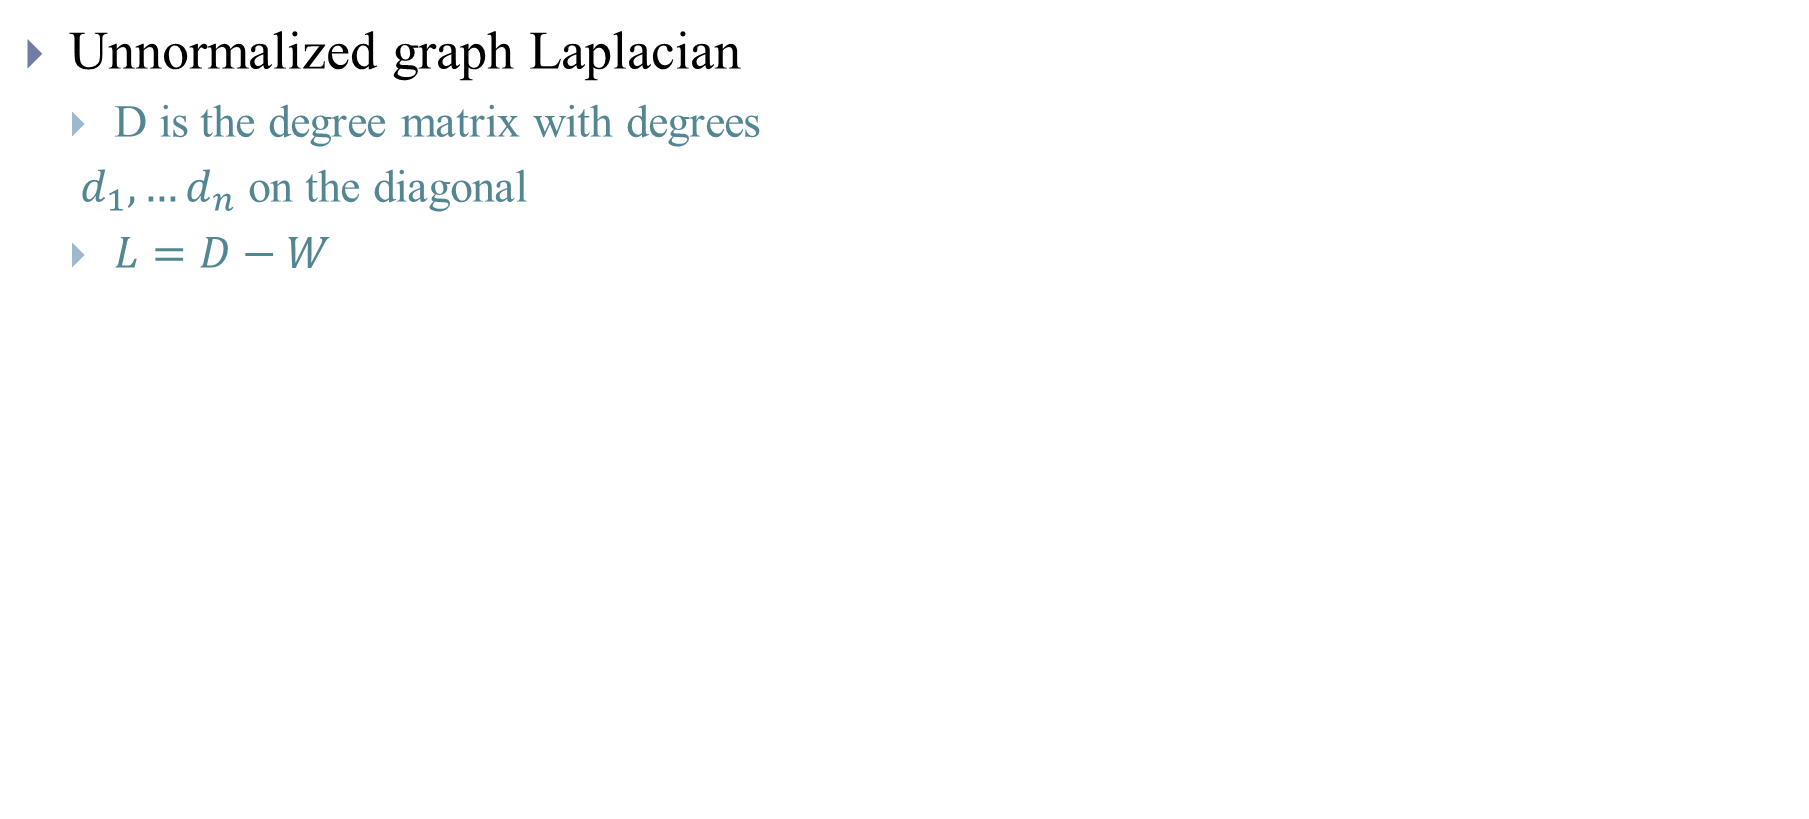 Unnormalized graph Laplacian
D is the degree matrix with degrees
d₁, … dₙ on the diagonal
L = D − W